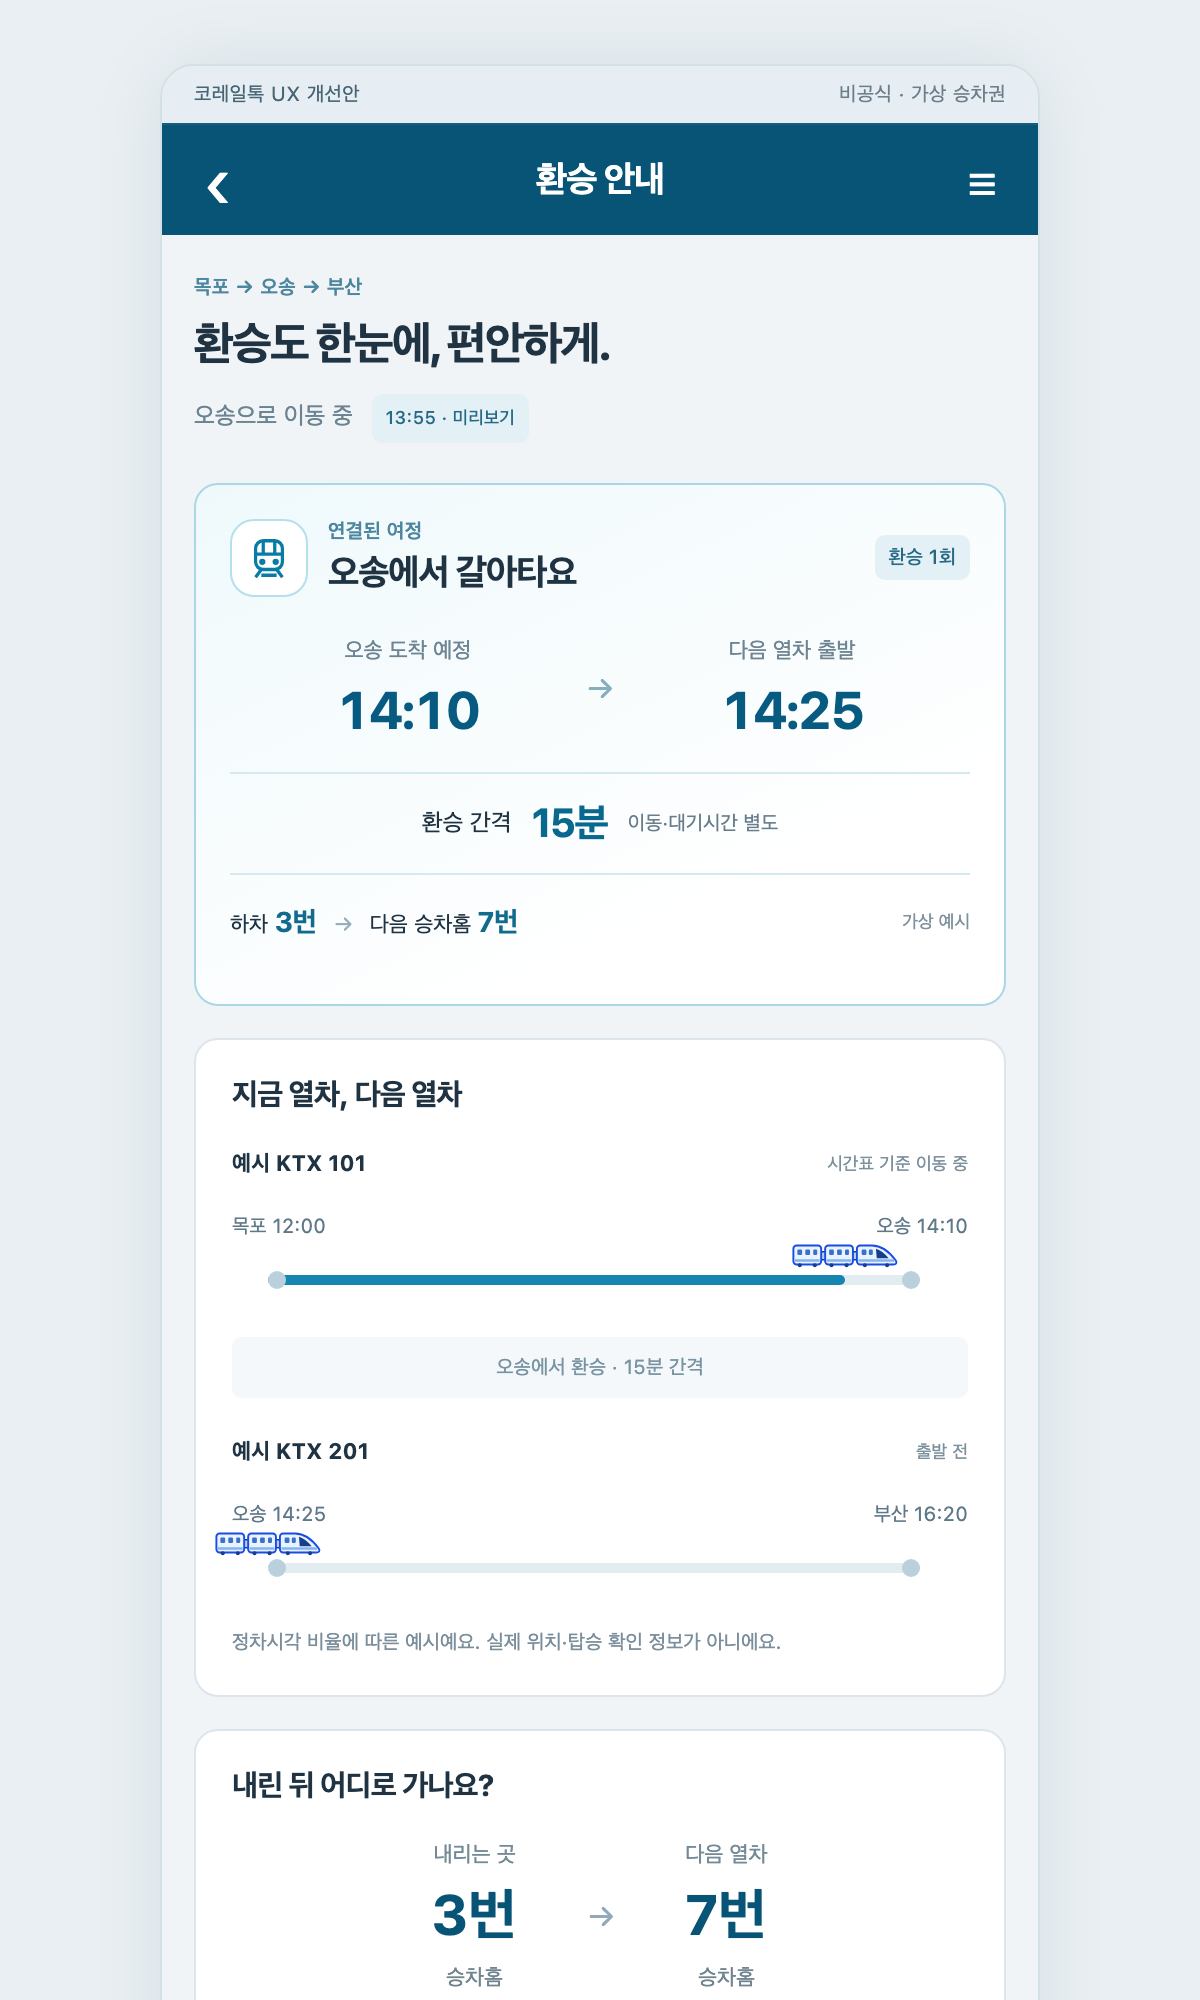 코레일톡 UX 개선안
비공식 · 가상 승차권
환승 안내
목포 → 오송 → 부산
환승도 한눈에, 편안하게.
오송으로 이동 중
13:55 · 미리보기
연결된 여정
오송에서 갈아타요
환승 1회
오송 도착 예정
다음 열차 출발
14:10 → 14:25
환승 간격 15분 이동·대기시간 별도
하차 3번 → 다음 승차홈 7번
가상 예시
지금 열차, 다음 열차
예시 KTX 101
시간표 기준 이동 중
목포 12:00
오송 14:10
오송에서 환승 · 15분 간격
예시 KTX 201
출발 전
오송 14:25
부산 16:20
정차시각 비율에 따른 예시예요. 실제 위치·탑승 확인 정보가 아니에요.
내린 뒤 어디로 가나요?
내리는 곳
다음 열차
3번 → 7번
승차홈
승차홈